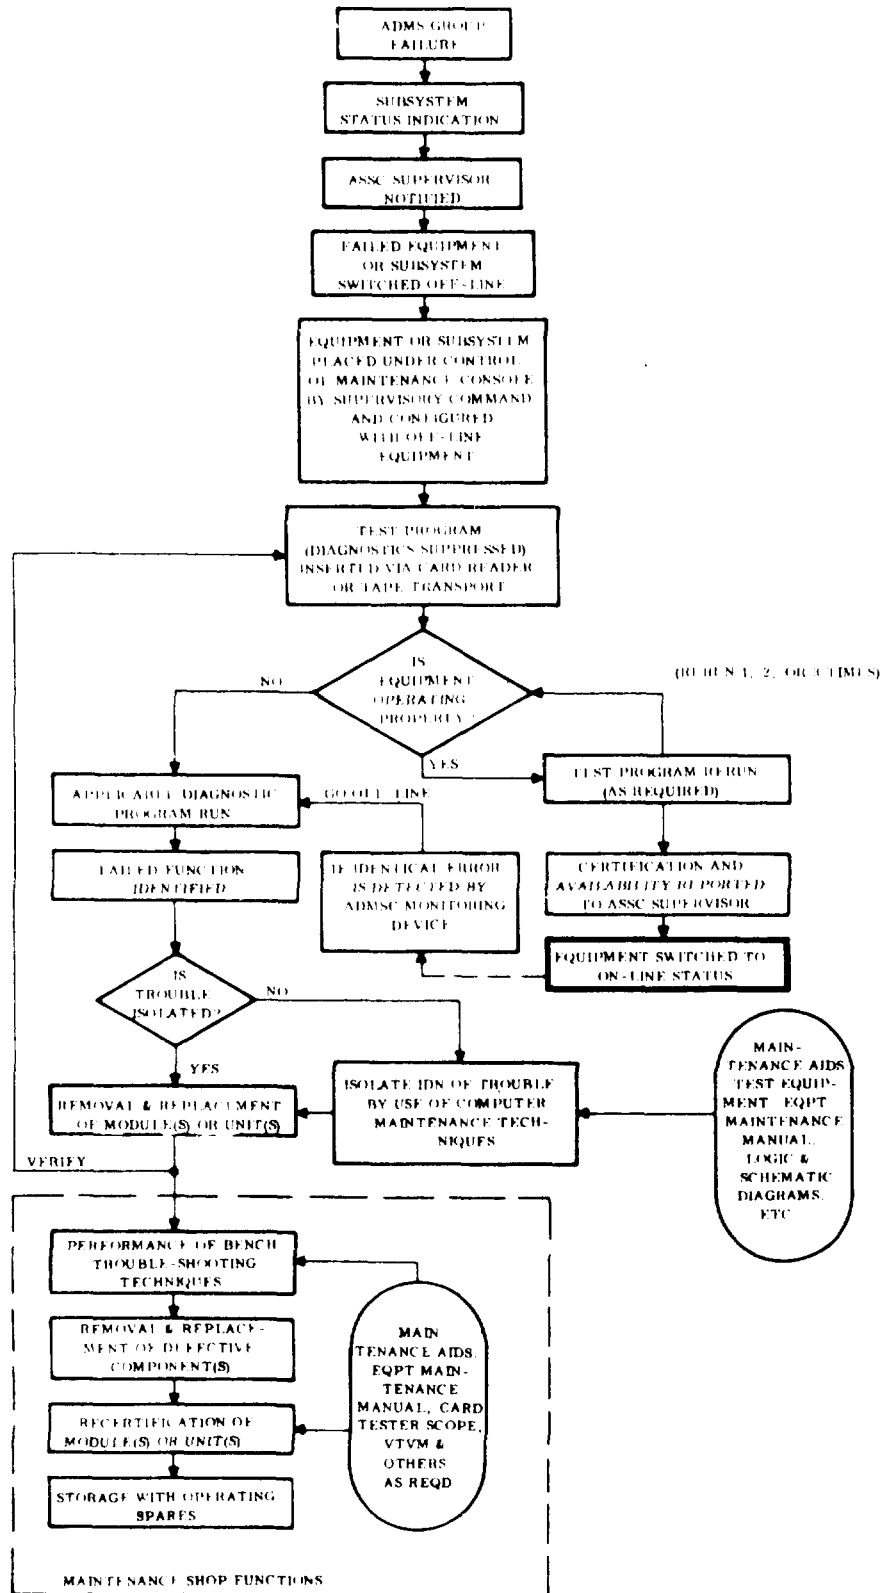 ADMS GROUP
FAILURE
SUBSYSTEM
STATUS INDICATION
ASSC SUPERVISOR
NOTIFIED
FAILED EQUIPMENT
OR SUBSYSTEM
SWITCHED OFF-LINE
EQUIPMENT OR SUBSYSTEM
PLACED UNDER CONTROL
OF MAINTENANCE CONSOLE
BY SUPERVISORY COMMAND
AND CONFIGURED
WITH OFF-LINE
EQUIPMENT
TEST PROGRAM
(DIAGNOSTICS SUPPRESSED)
INSERTED VIA CARD READER
OR TAPE TRANSPORT
IS
EQUIPMENT
OPERATING
PROPERTY?
NO
YES
(RERUN 1, 2, OR 3 TIMES)
TEST PROGRAM RERUN
(AS REQUIRED)
APPLICABLE DIAGNOSTIC
PROGRAM RUN
GO OFF-LINE
FAILED FUNCTION
IDENTIFIED
IF IDENTICAL ERROR
IS DETECTED BY
ADMSC MONITORING
DEVICE
CERTIFICATION AND
AVAILABILITY REPORTED
TO ASSC SUPERVISOR
EQUIPMENT SWITCHED TO
ON-LINE STATUS
IS
TROUBLE
ISOLATED?
NO
YES
REMOVAL & REPLACEMENT
OF MODULE(S) OR UNIT(S)
ISOLATE IDN OF TROUBLE
BY USE OF COMPUTER
MAINTENANCE TECH-
NIQUES
MAIN-
TENANCE AIDS
TEST EQUIP-
MENT EQPT
MAINTENANCE
MANUAL,
LOGIC &
SCHEMATIC
DIAGRAMS,
ETC
VERIFY
PERFORMANCE OF BENCH
TROUBLE-SHOOTING
TECHNIQUES
REMOVAL & REPLACE-
MENT OF DEFECTIVE
COMPONENT(S)
RECERTIFICATION OF
MODULE(S) OR UNIT(S)
STORAGE WITH OPERATING
SPARES
MAIN
TENANCE AIDS,
EQPT MAIN-
TENANCE
MANUAL, CARD
TESTER SCOPE,
VTVM &
OTHERS
AS REQD
MAINTENANCE SHOP FUNCTIONS